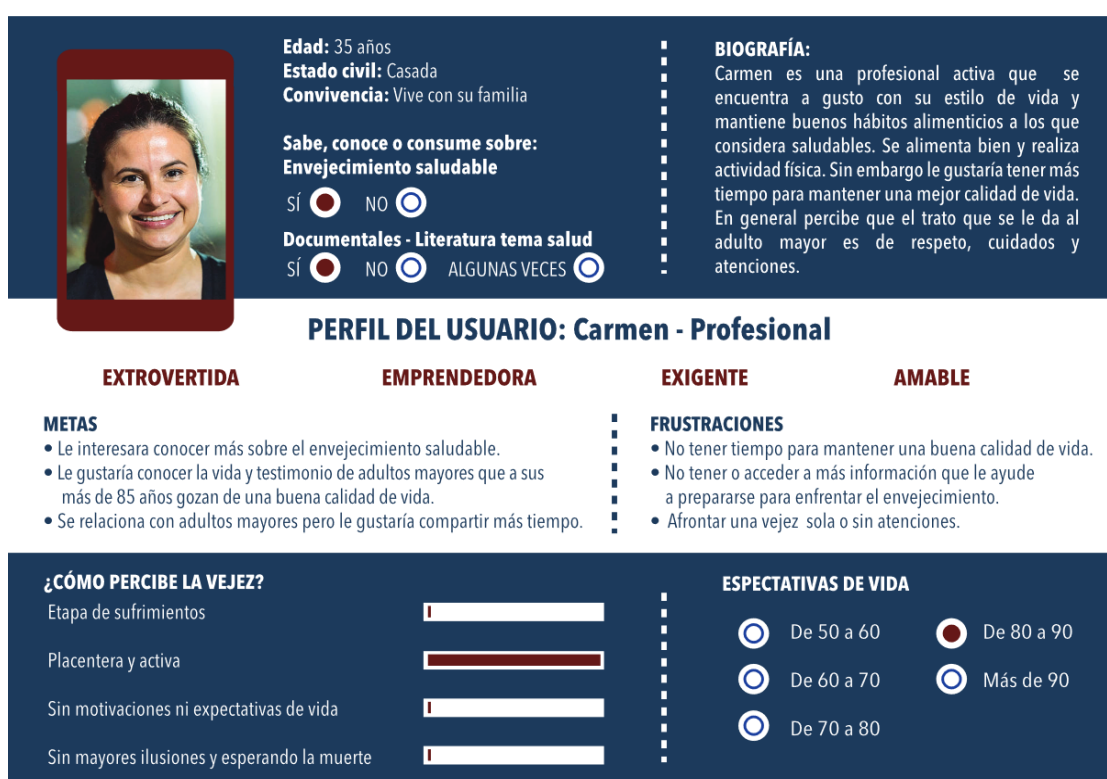 Edad: 35 años
Estado civil: Casada
Convivencia: Vive con su familia
Sabe, conoce o consume sobre:
Envejecimiento saludable
SÍ NO
Documentales - Literatura tema salud
SÍ NO ALGUNAS VECES
BIOGRAFÍA:
Carmen es una profesional activa que se
encuentra a gusto con su estilo de vida y
mantiene buenos hábitos alimenticios a los que
considera saludables. Se alimenta bien y realiza
actividad física. Sin embargo le gustaría tener más
tiempo para mantener una mejor calidad de vida.
En general percibe que el trato que se le da al
adulto mayor es de respeto, cuidados y
atenciones.
PERFIL DEL USUARIO: Carmen - Profesional
EXTROVERTIDA EMPRENDEDORA EXIGENTE AMABLE
METAS
• Le interesara conocer más sobre el envejecimiento saludable.
• Le gustaría conocer la vida y testimonio de adultos mayores que a sus
más de 85 años gozan de una buena calidad de vida.
• Se relaciona con adultos mayores pero le gustaría compartir más tiempo.
FRUSTRACIONES
• No tener tiempo para mantener una buena calidad de vida.
• No tener o acceder a más información que le ayude
a prepararse para enfrentar el envejecimiento.
• Afrontar una vejez sola o sin atenciones.
¿CÓMO PERCIBE LA VEJEZ?
Etapa de sufrimientos
Placentera y activa
Sin motivaciones ni expectativas de vida
Sin mayores ilusiones y esperando la muerte
ESPECTATIVAS DE VIDA
De 50 a 60
De 60 a 70
De 70 a 80
De 80 a 90
Más de 90